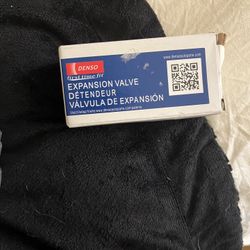 DENSO
first time fit
EXPANSION VALVE
DÉTENDEUR
VÁLVULA DE EXPANSIÓN